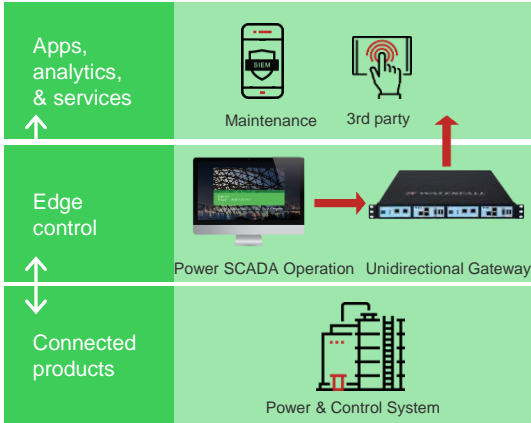 Apps,
analytics,
& services
SIEM
Maintenance
3rd party
Edge
control
WATERFALL
Power SCADA Operation
Unidirectional Gateway
Connected
products
Power & Control System